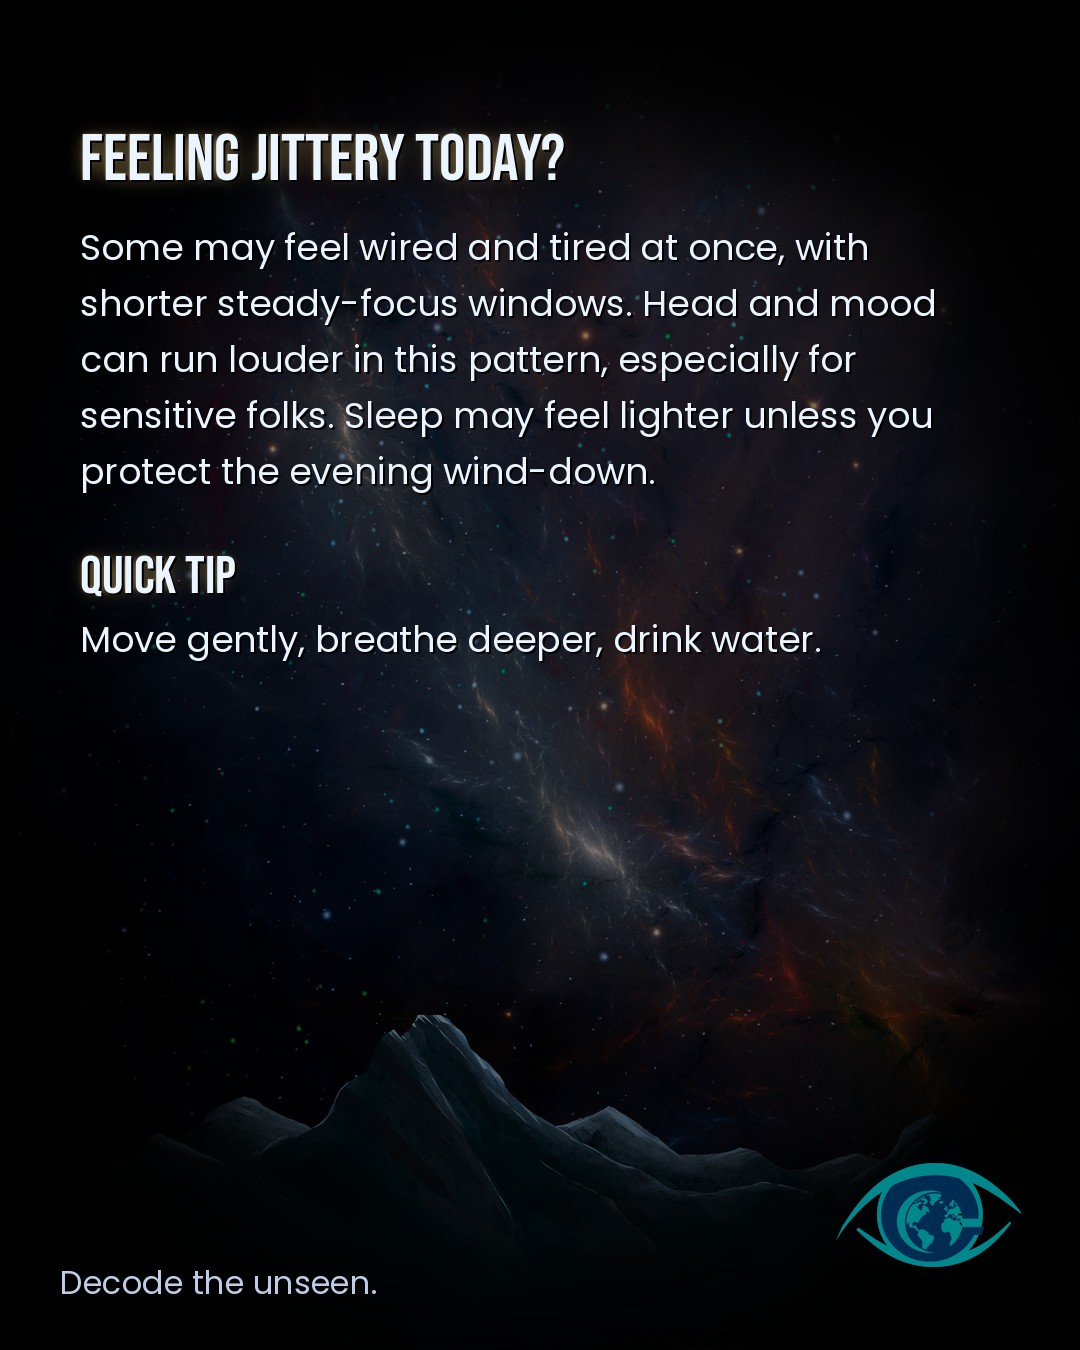 FEELING JITTERY TODAY?
Some may feel wired and tired at once, with
shorter steady-focus windows. Head and mood
can run louder in this pattern, especially for
sensitive folks. Sleep may feel lighter unless you
protect the evening wind-down.
QUICK TIP
Move gently, breathe deeper, drink water.
Decode the unseen.